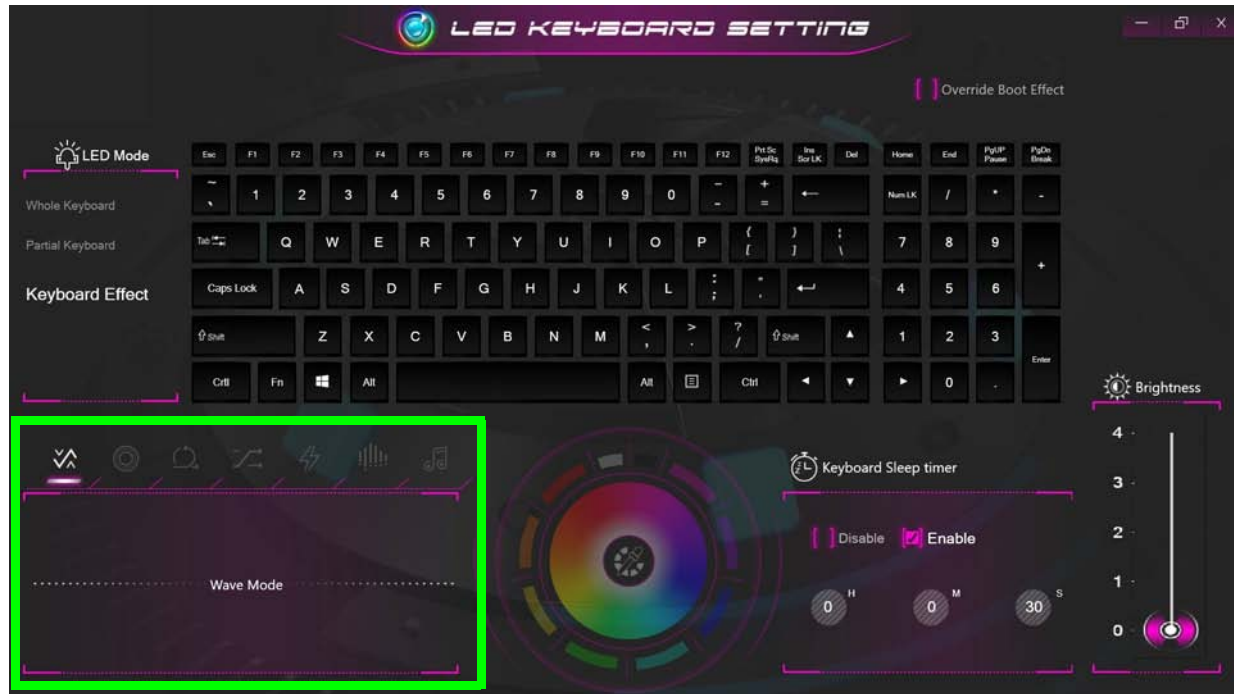 LED KEYBOARD SETTING
Override Boot Effect
LED Mode
Whole Keyboard
Partial Keyboard
Keyboard Effect
Esc F1 F2 F3 F4 F5 F6 F7 F8 F9 F10 F11 F12 Prt Sc SysRq Ins Scr LK Del Home End PgUP Pause PgDn Break
~ ` 1 2 3 4 5 6 7 8 9 0 - - + = ← Num LK / * -
Tab Q W E R T Y U I O P { [ } ] ¦ \ 7 8 9 +
Caps Lock A S D F G H J K L : ; " ' 4 5 6
Shift Z X C V B N M < , > . ? / Shift ▲ 1 2 3 Enter
Crtl Fn Alt Alt Ctrl ◄ ▼ ► 0 .
Wave Mode
Keyboard Sleep timer
Disable Enable
0 H 0 M 30 S
Brightness
4
3
2
1
0